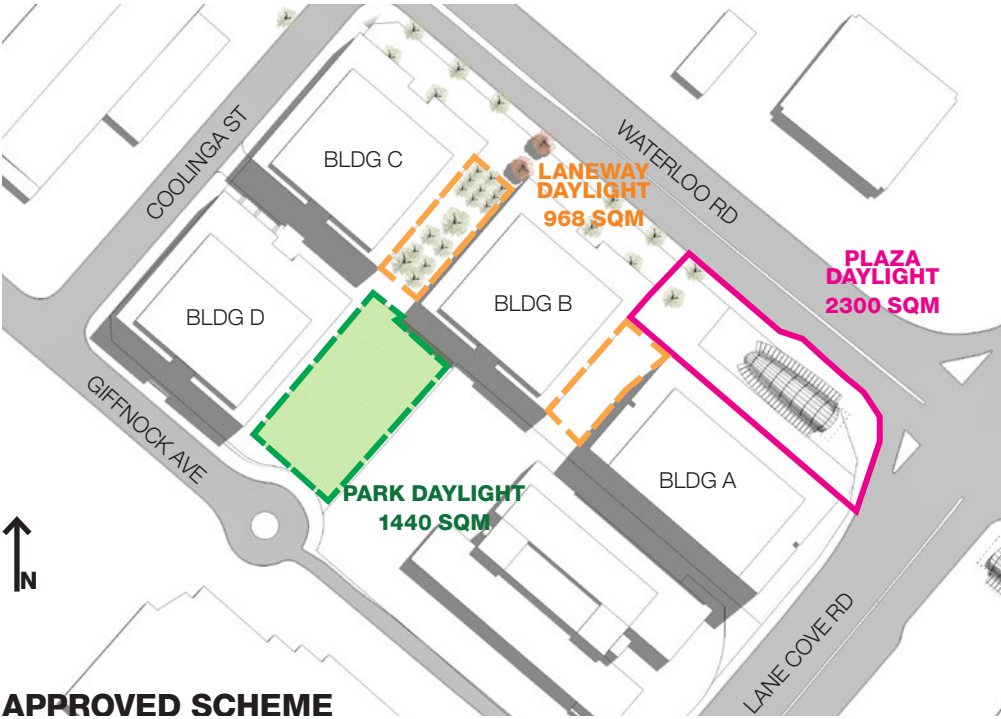 COOLINGA ST
BLDG C
WATERLOO RD
LANEWAY
DAYLIGHT
968 SQM
PLAZA
DAYLIGHT
2300 SQM
BLDG D
BLDG B
GIFFNOCK AVE
BLDG A
PARK DAYLIGHT
1440 SQM
N
LANE COVE RD
APPROVED SCHEME